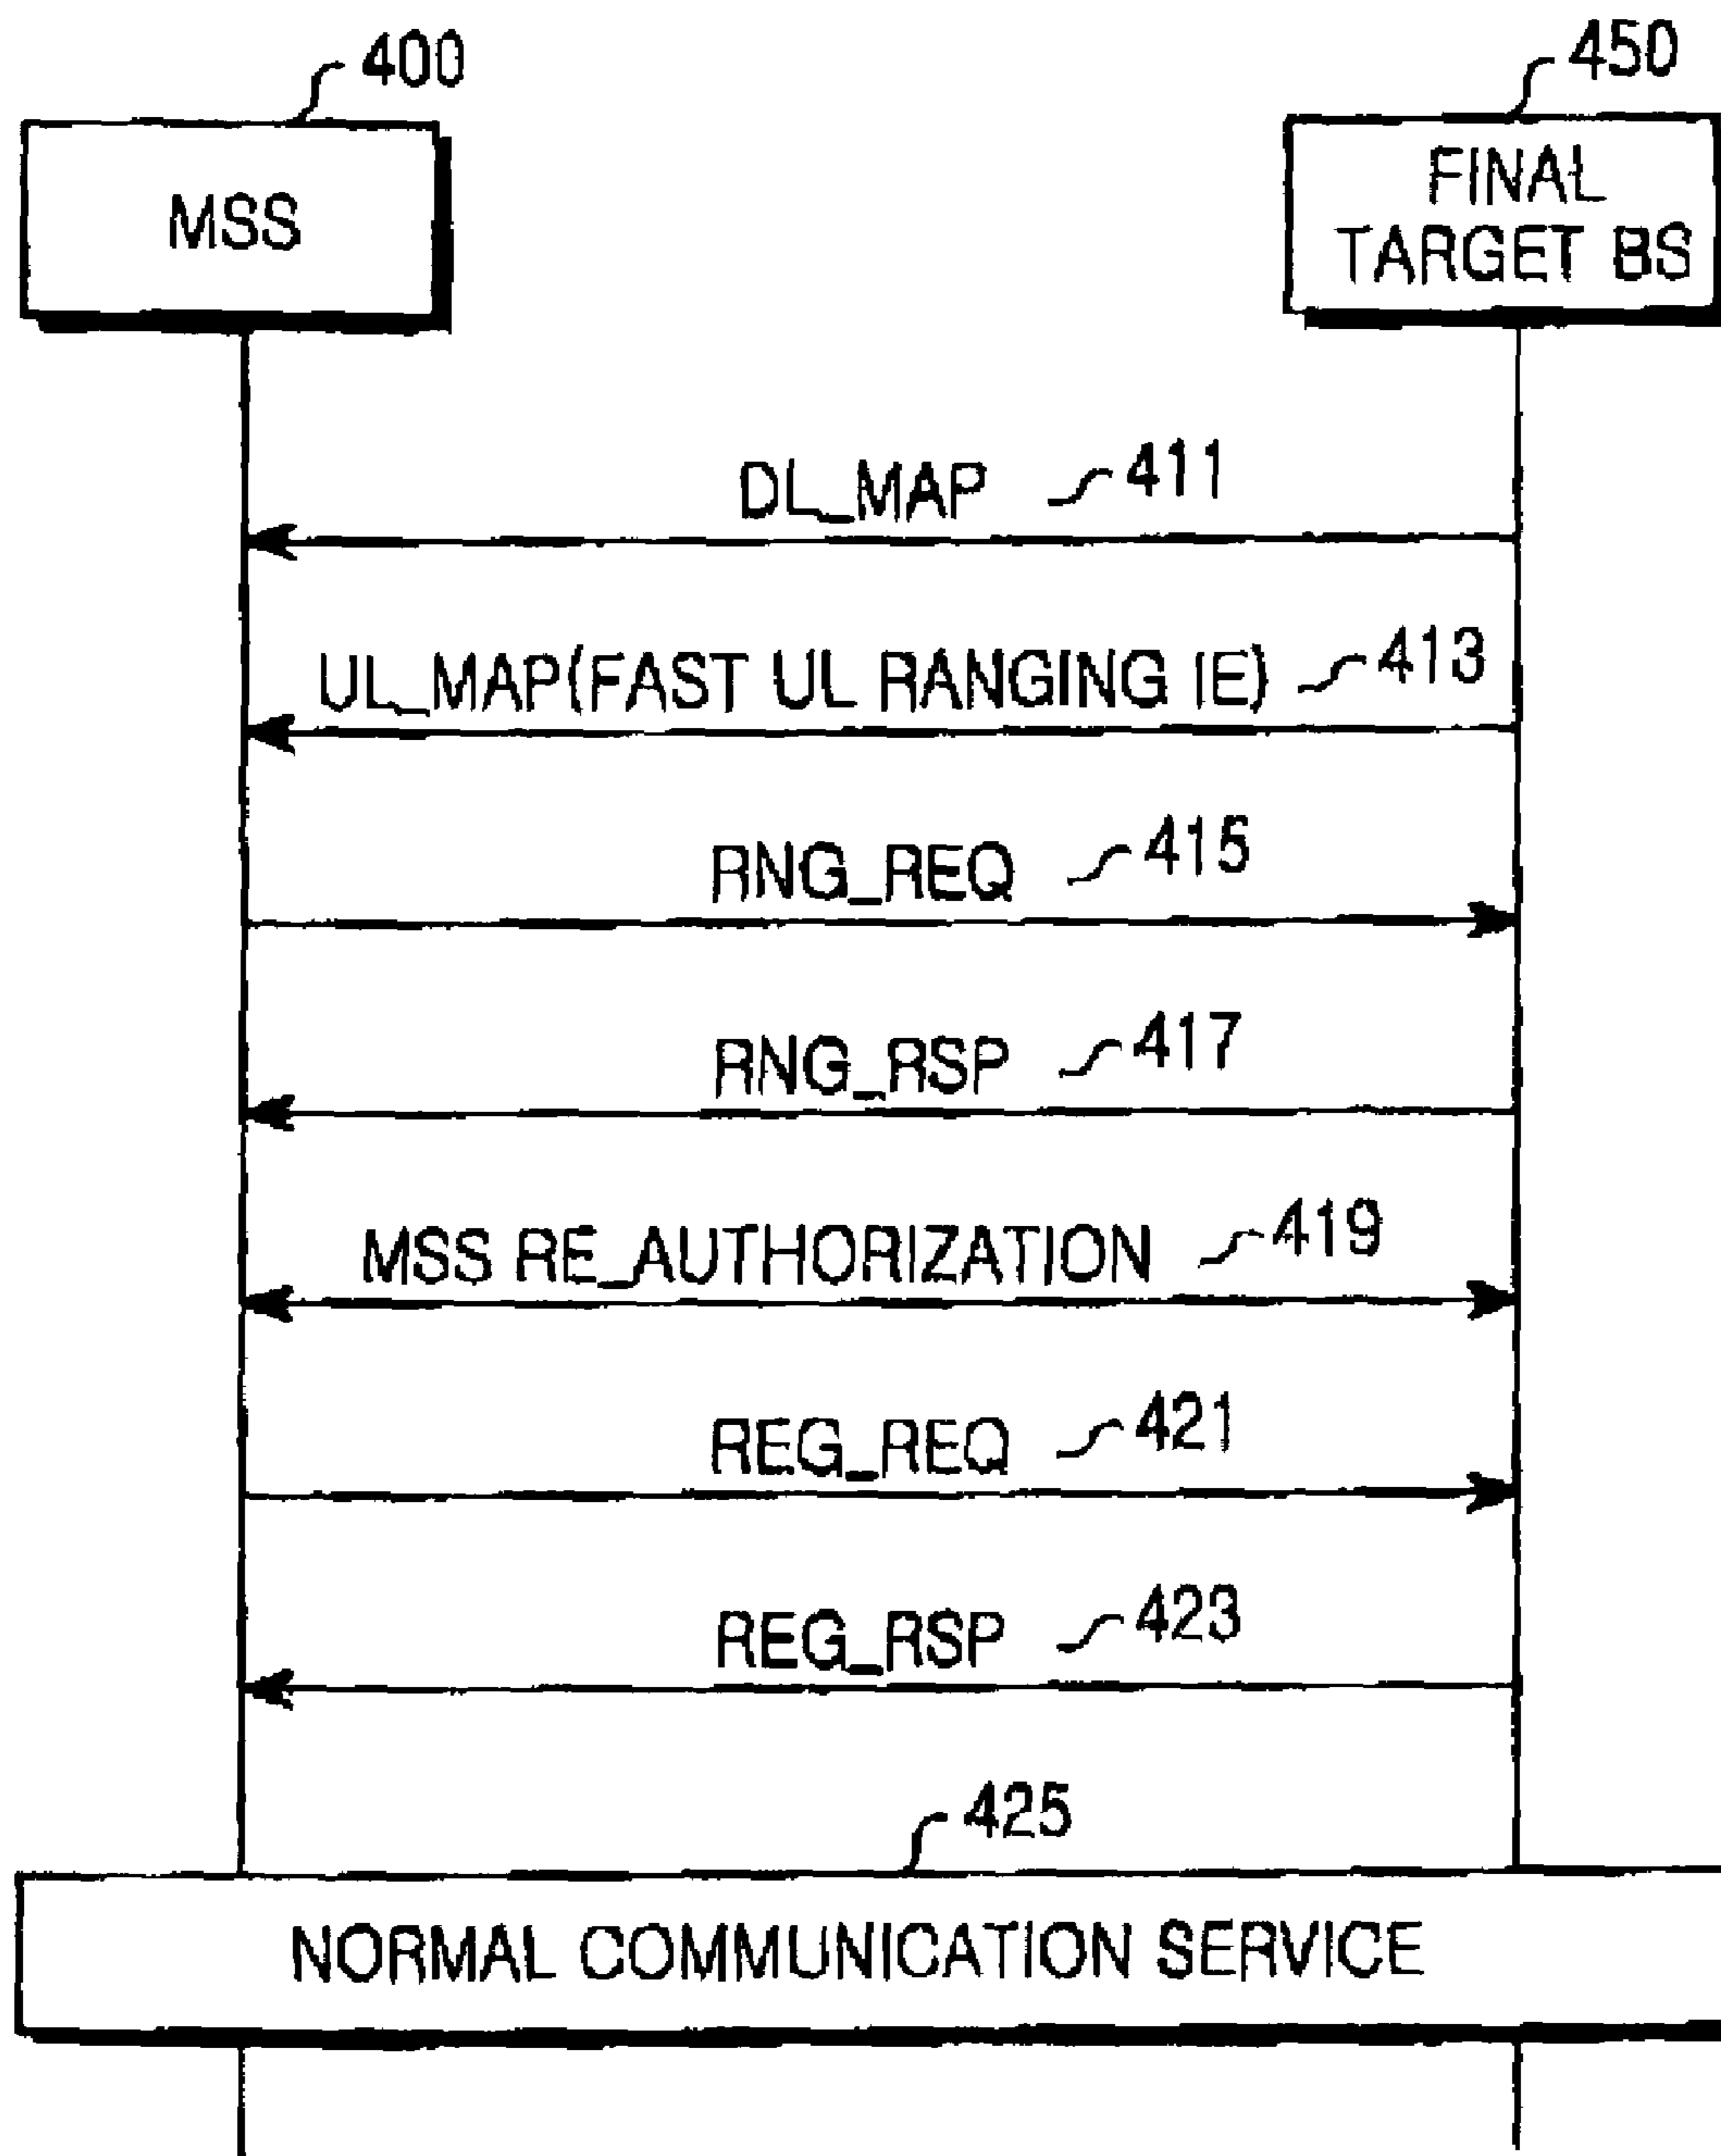 400
450
MSS
FINAL
TARGET BS
DL_MAP 411
UL_MAP(FAST UL RANGING IE) 413
RNG_REQ 415
RNG_RSP 417
MSS RE_AUTHORIZATION 419
REG_REQ 421
REG_RSP 423
425
NORMAL COMMUNICATION SERVICE